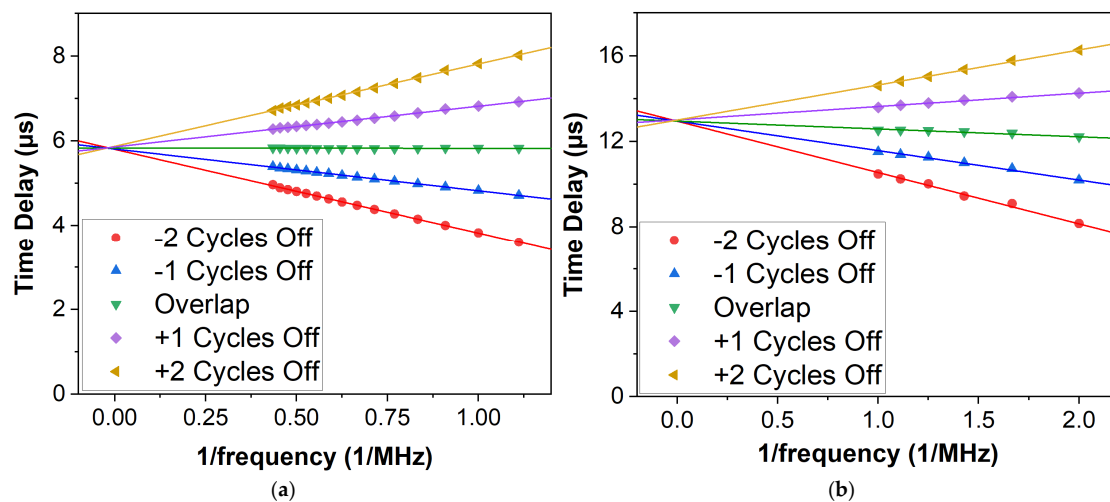 8
6
4
2
0
Time Delay (μs)
-2 Cycles Off
-1 Cycles Off
Overlap
+1 Cycles Off
+2 Cycles Off
0.00 0.25 0.50 0.75 1.00
1/frequency (1/MHz)
(a)
16
12
8
4
0
Time Delay (μs)
-2 Cycles Off
-1 Cycles Off
Overlap
+1 Cycles Off
+2 Cycles Off
0.0 0.5 1.0 1.5 2.0
1/frequency (1/MHz)
(b)